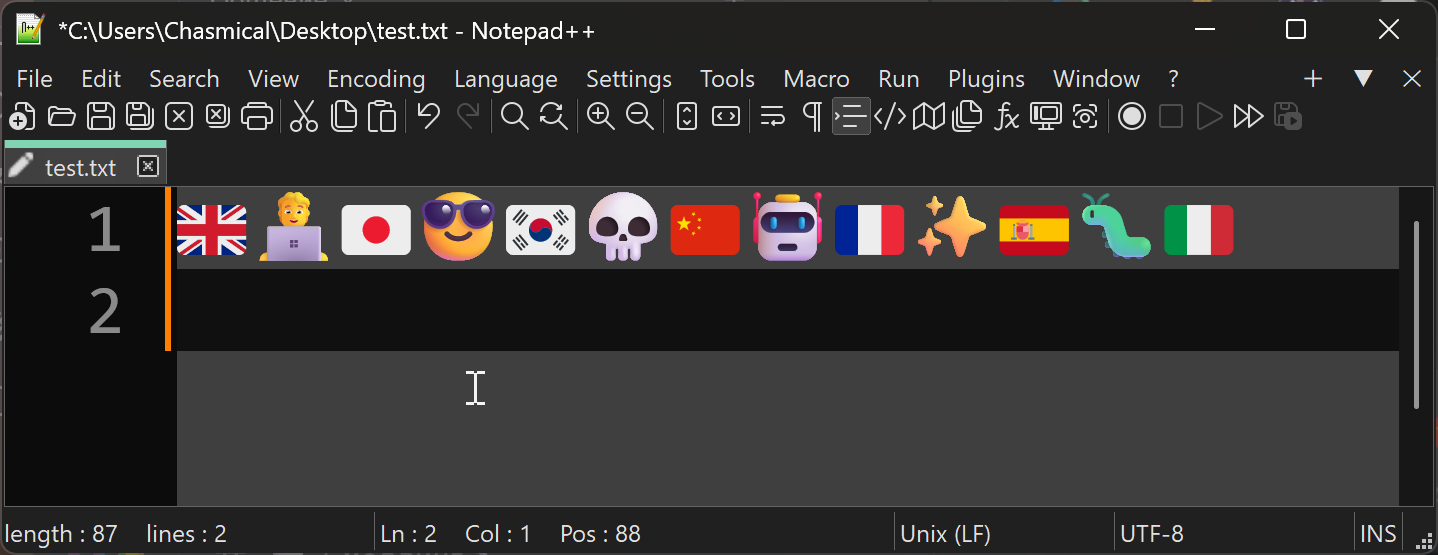 *C:\Users\Chasmical\Desktop\test.txt - Notepad++
File Edit Search View Encoding Language Settings Tools Macro Run Plugins Window ?
test.txt
1 🇬🇧🧑‍💻🇯🇵😎🇰🇷💀🇨🇳🤖🇫🇷✨🇪🇸🐛🇮🇹
2
length : 87 lines : 2 Ln : 2 Col : 1 Pos : 88 Unix (LF) UTF-8 INS